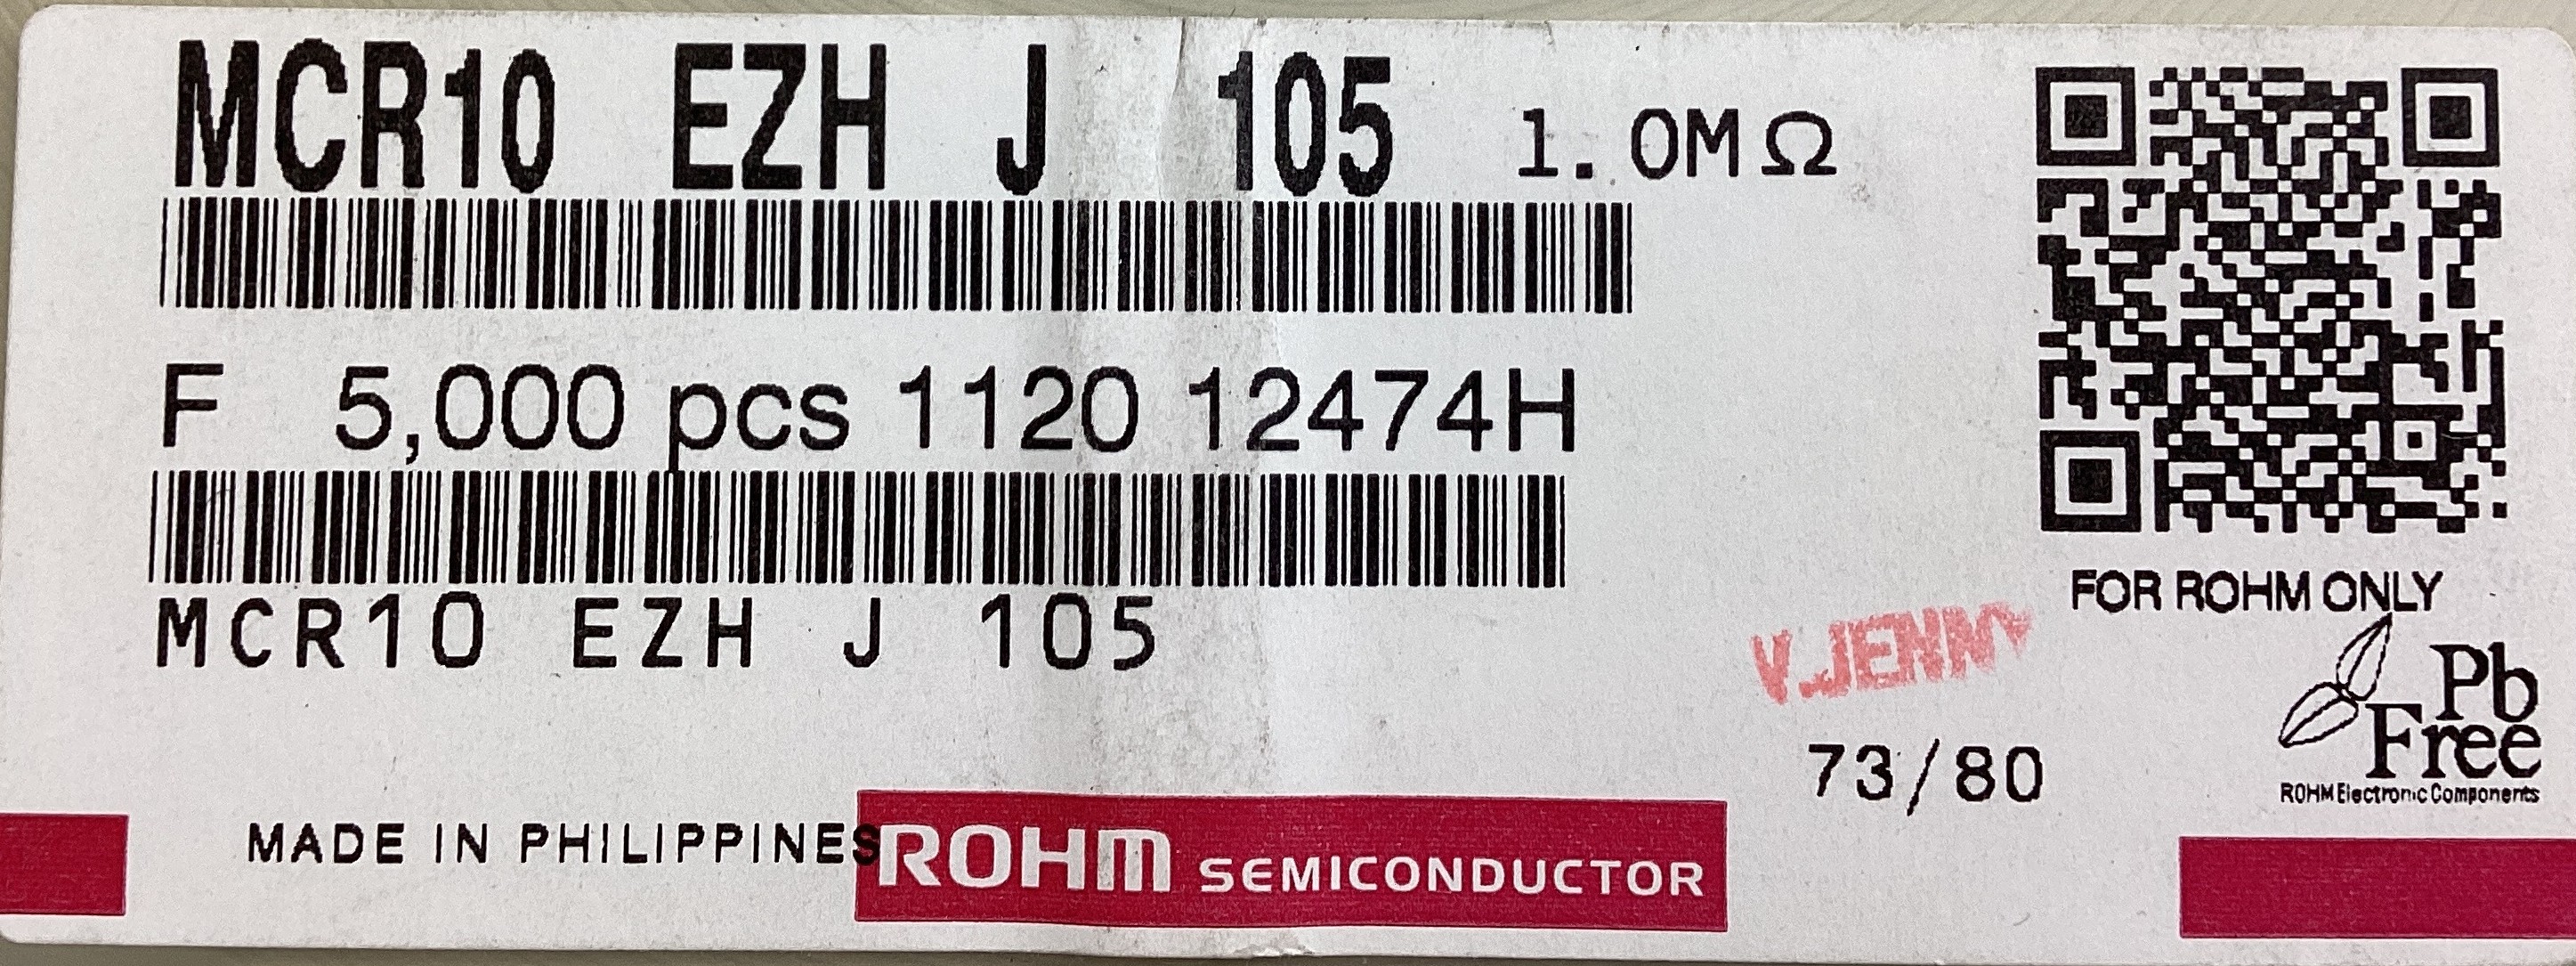 MCR10 EZH J 105 1.0MΩ
F 5,000 pcs 1120 12474H
MCR10 EZH J 105
FOR ROHM ONLY
V.JENNY
Pb
Free
ROHM Electronic Components
73/80
MADE IN PHILIPPINES
ROHM SEMICONDUCTOR